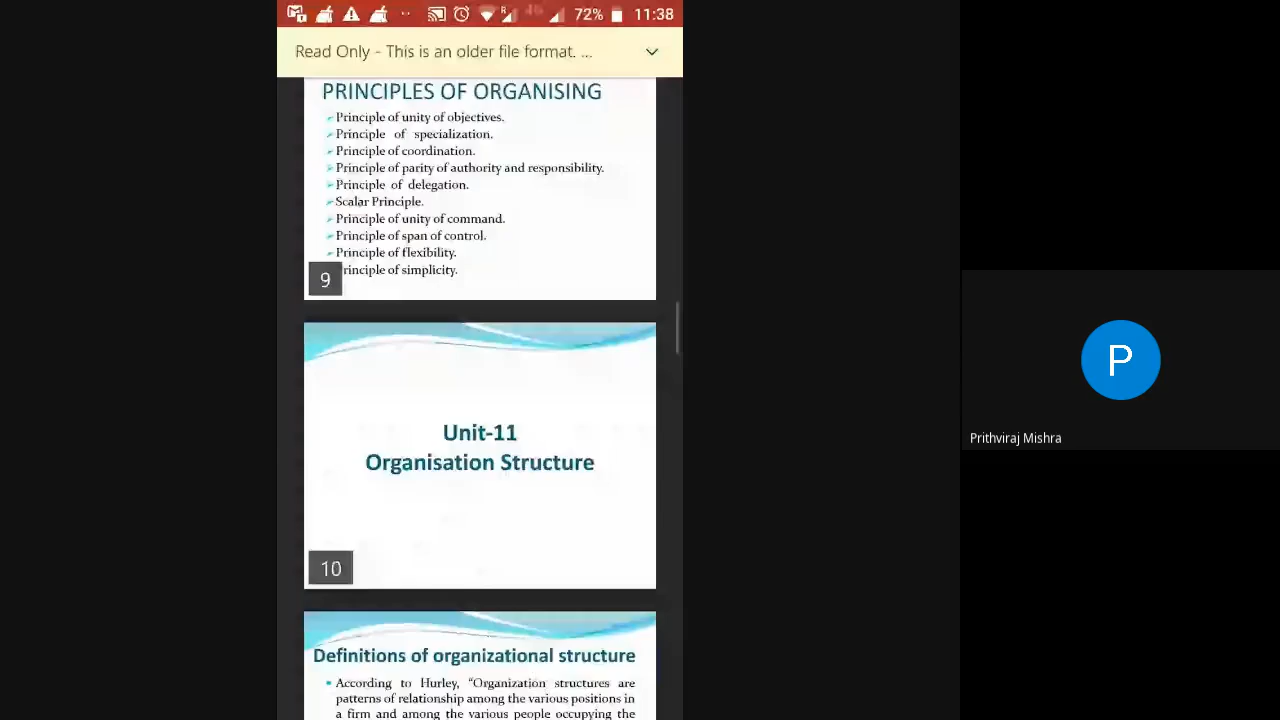 72% 11:38
Read Only - This is an older file format. ...
PRINCIPLES OF ORGANISING
Principle of unity of objectives.
Principle of specialization.
Principle of coordination.
Principle of parity of authority and responsibility.
Principle of delegation.
Scalar Principle.
Principle of unity of command.
Principle of span of control.
Principle of flexibility.
rinciple of simplicity.
9
Unit-11
Organisation Structure
10
Definitions of organizational structure
According to Hurley, “Organization structures are
patterns of relationship among the various positions in
a firm and among the various people occupying the
P
Prithviraj Mishra